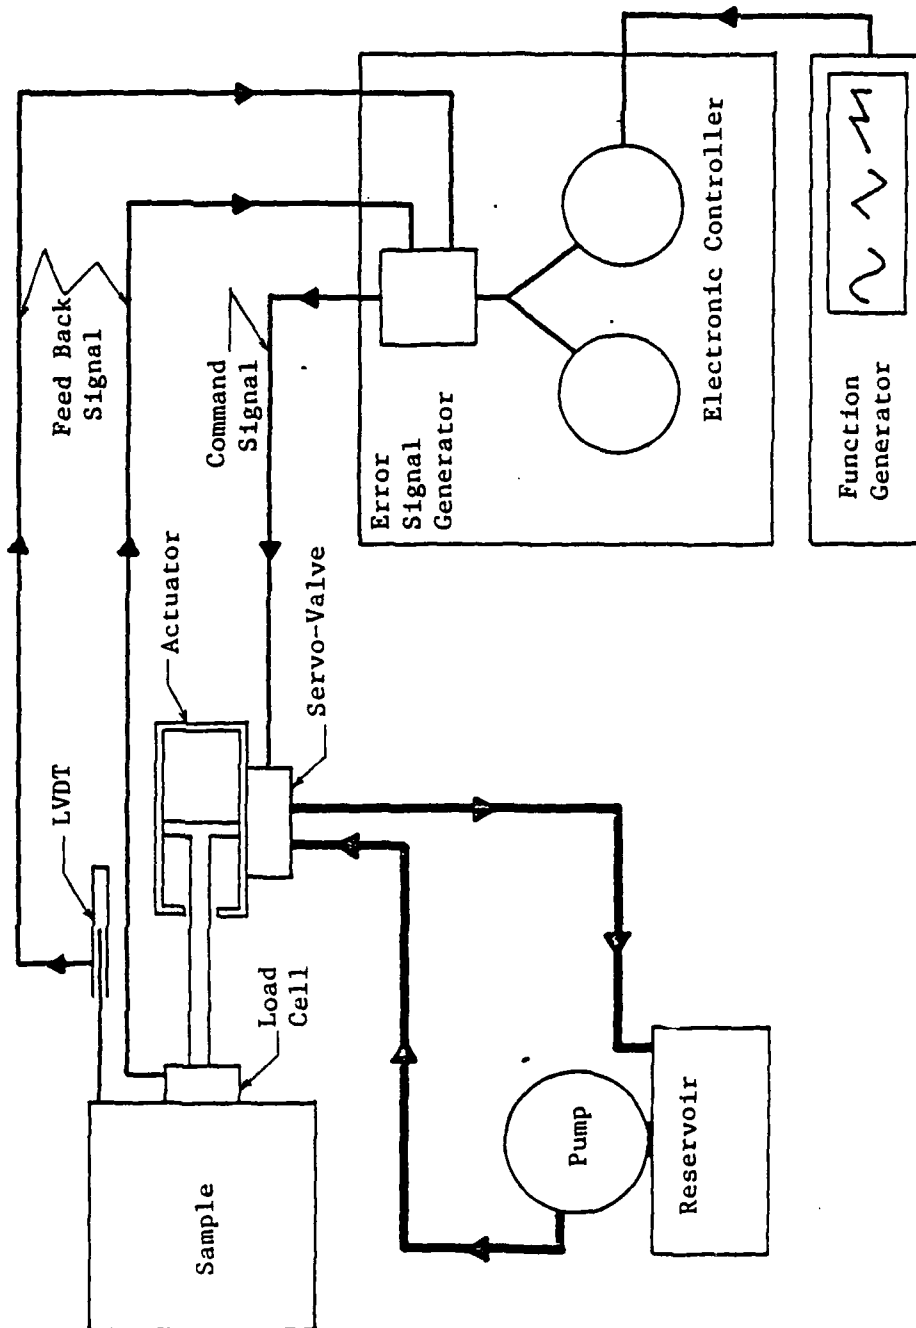 Feed Back
Signal
Command
Signal
LVDT
Actuator
Servo-Valve
Load
Cell
Sample
Error
Signal
Generator
Electronic Controller
Pump
Reservoir
Function
Generator